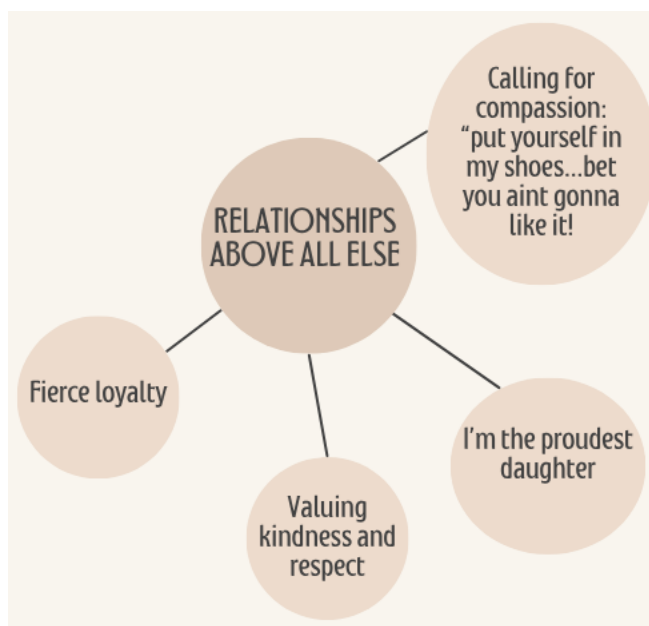 Calling for
compassion:
“put yourself in
my shoes...bet
you aint gonna
like it!
RELATIONSHIPS
ABOVE ALL ELSE
Fierce loyalty
I'm the proudest
daughter
Valuing
kindness and
respect